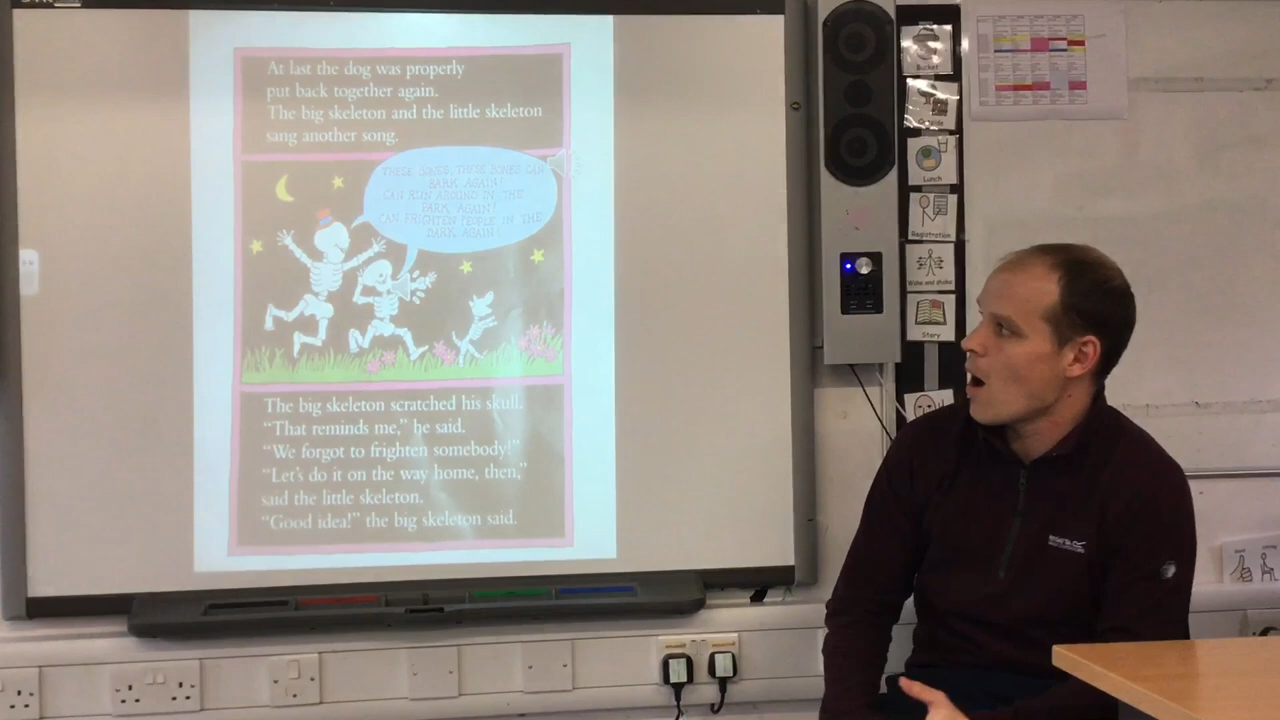 At last the dog was properly
put back together again.
The big skeleton and the little skeleton
sang another song.
THESE BONES, THESE BONES CAN
BARK AGAIN!
CAN RUN AROUND IN THE
PARK AGAIN!
CAN FRIGHTEN PEOPLE IN THE
DARK AGAIN!
The big skeleton scratched his skull.
“That reminds me,” he said.
“We forgot to frighten somebody!”
“Let’s do it on the way home, then,”
said the little skeleton.
“Good idea!” the big skeleton said.
Bucket
Outside
Lunch
Registration
Wake and shake
Story
REGATTA